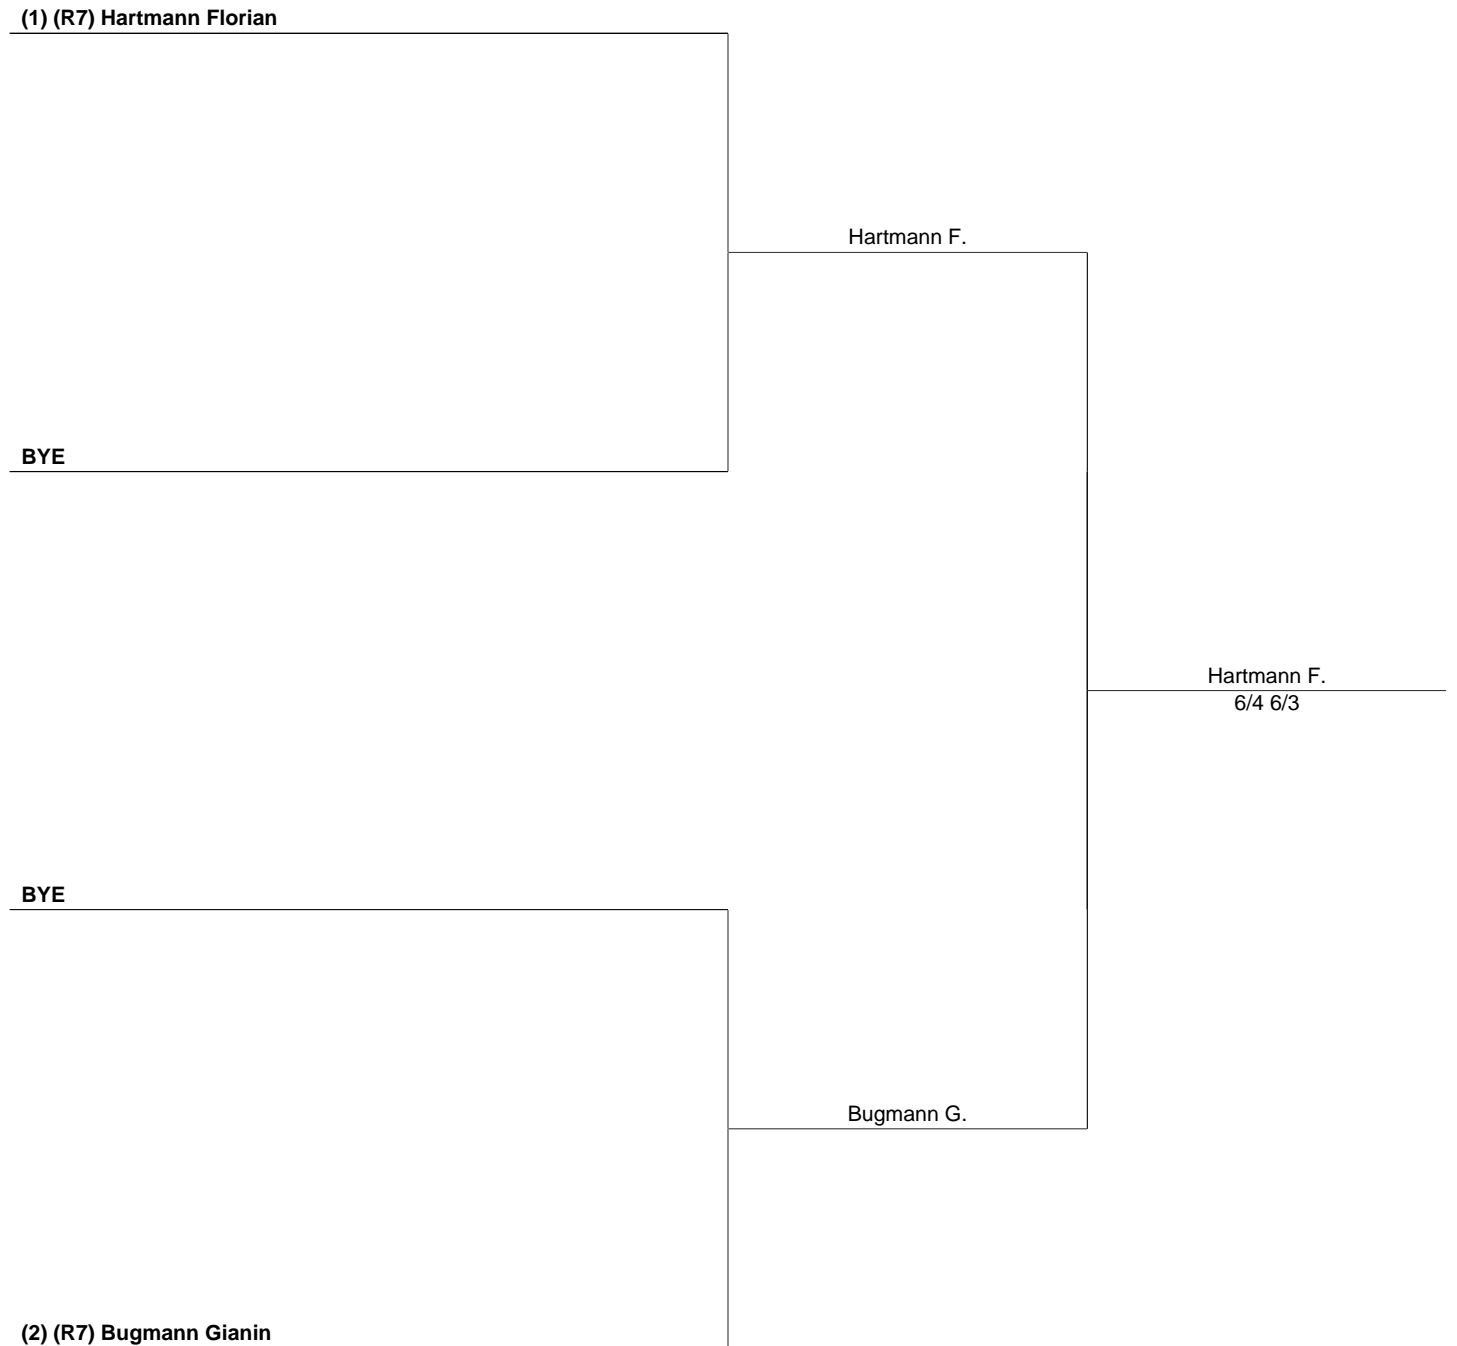 (1) (R7) Hartmann Florian
Hartmann F.
BYE
Hartmann F.
6/4 6/3
BYE
Bugmann G.
(2) (R7) Bugmann Gianin